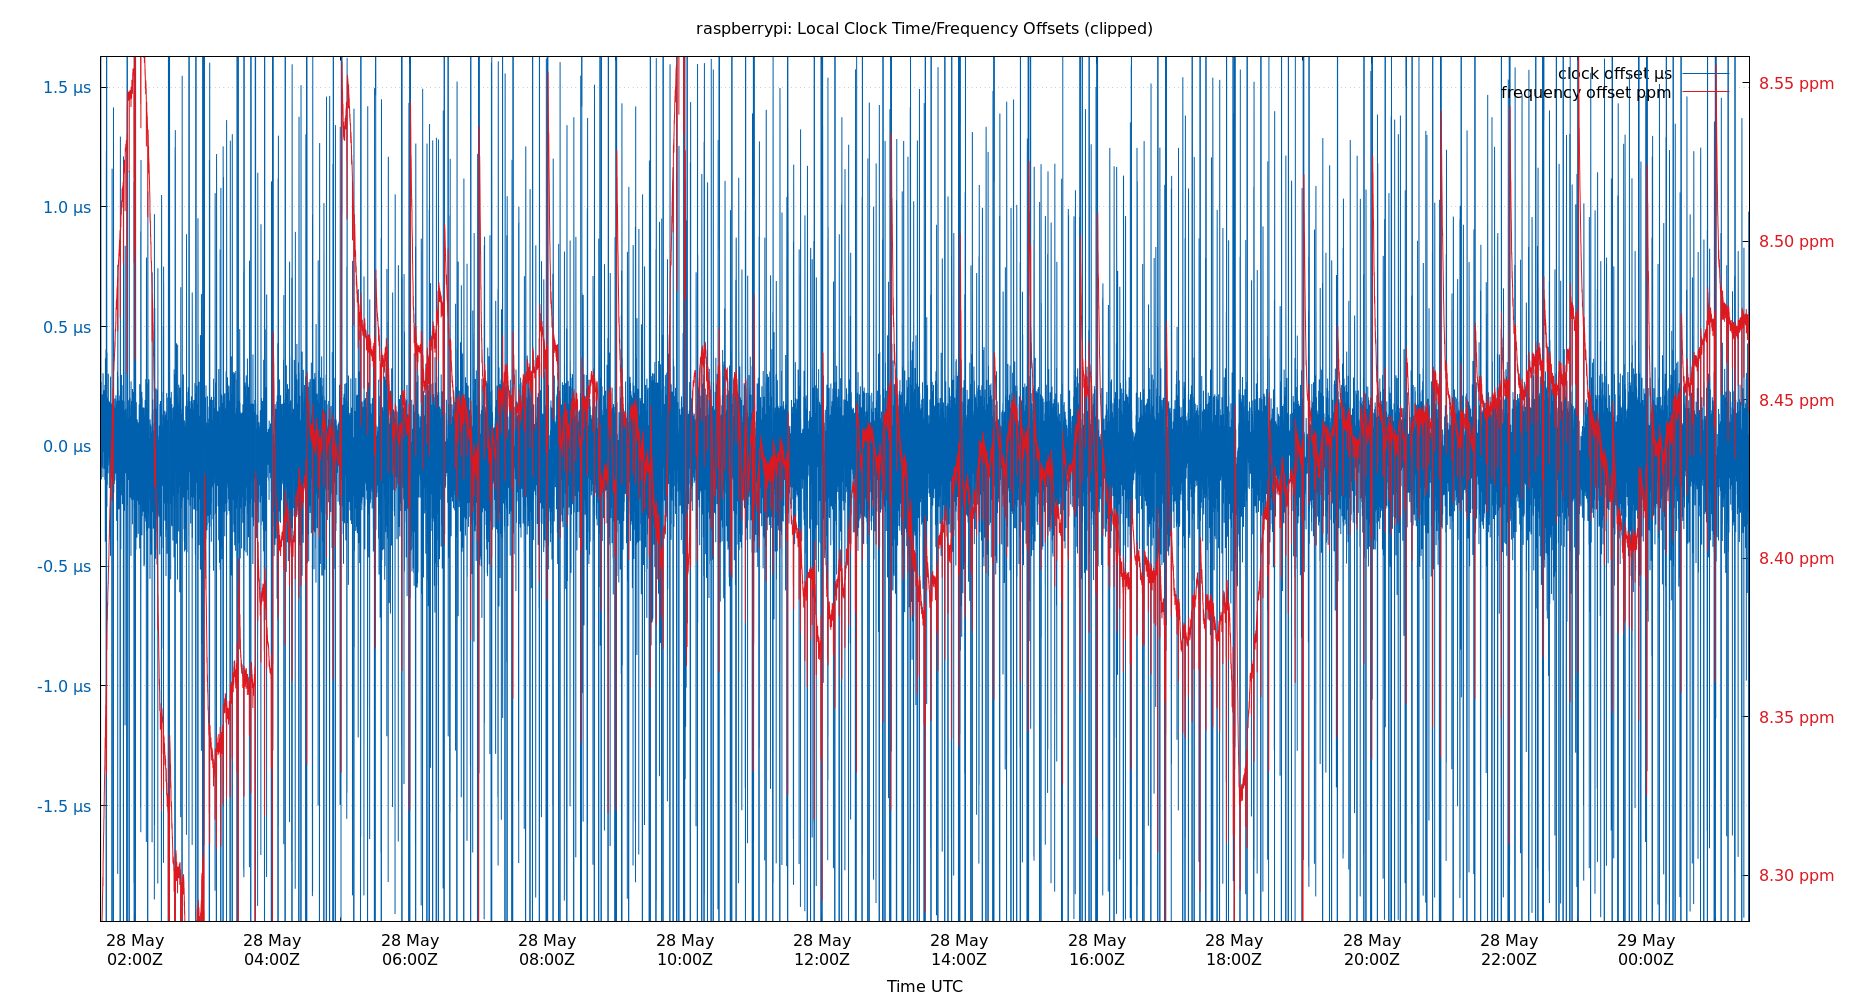 raspberrypi: Local Clock Time/Frequency Offsets (clipped)
clock offset µs
frequency offset ppm
1.5 µs
1.0 µs
0.5 µs
0.0 µs
-0.5 µs
-1.0 µs
-1.5 µs
8.55 ppm
8.50 ppm
8.45 ppm
8.40 ppm
8.35 ppm
8.30 ppm
28 May 28 May 28 May 28 May 28 May 28 May 28 May 28 May 28 May 28 May 28 May 29 May
02:00Z 04:00Z 06:00Z 08:00Z 10:00Z 12:00Z 14:00Z 16:00Z 18:00Z 20:00Z 22:00Z 00:00Z
Time UTC